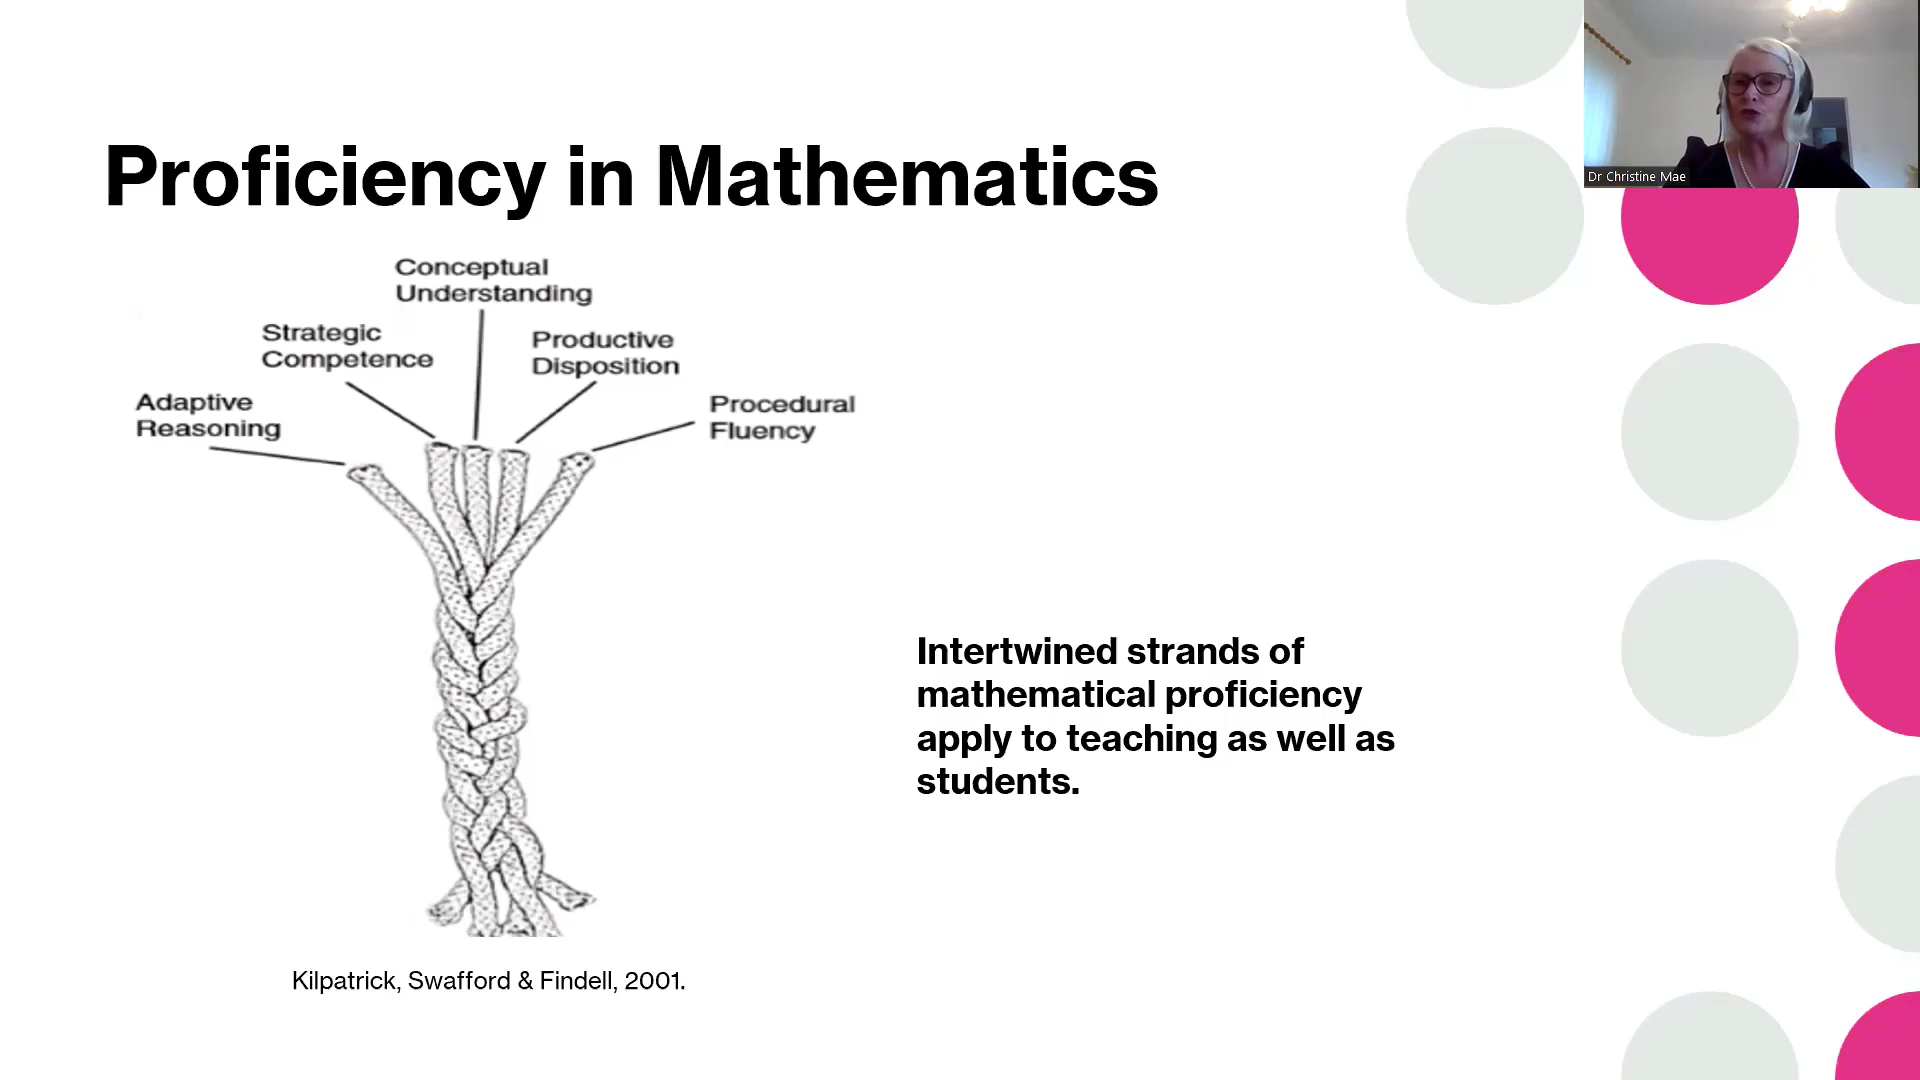 Proficiency in Mathematics
Dr Christine Mae
Conceptual
Understanding
Strategic
Competence
Productive
Disposition
Adaptive
Reasoning
Procedural
Fluency
Intertwined strands of
mathematical proficiency
apply to teaching as well as
students.
Kilpatrick, Swafford & Findell, 2001.